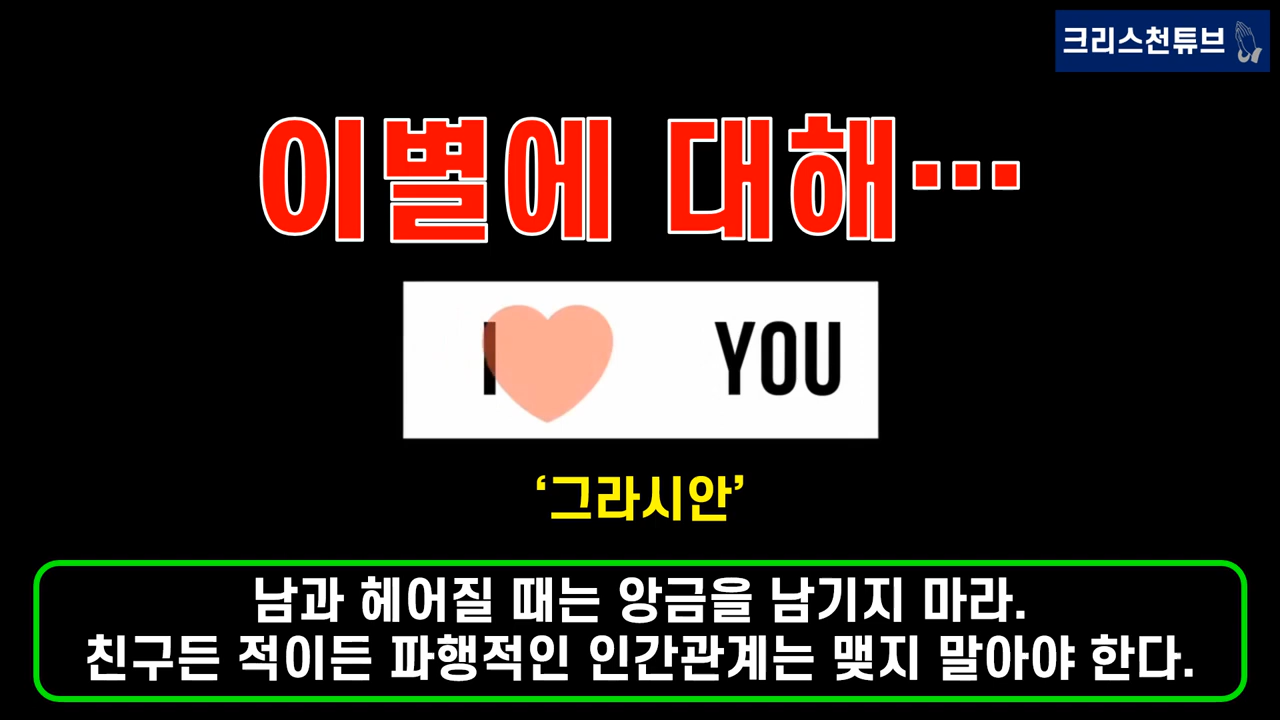 크리스천튜브
이별에 대해…
I YOU
‘그라시안’
남과 헤어질 때는 앙금을 남기지 마라.
친구든 적이든 파행적인 인간관계는 맺지 말아야 한다.